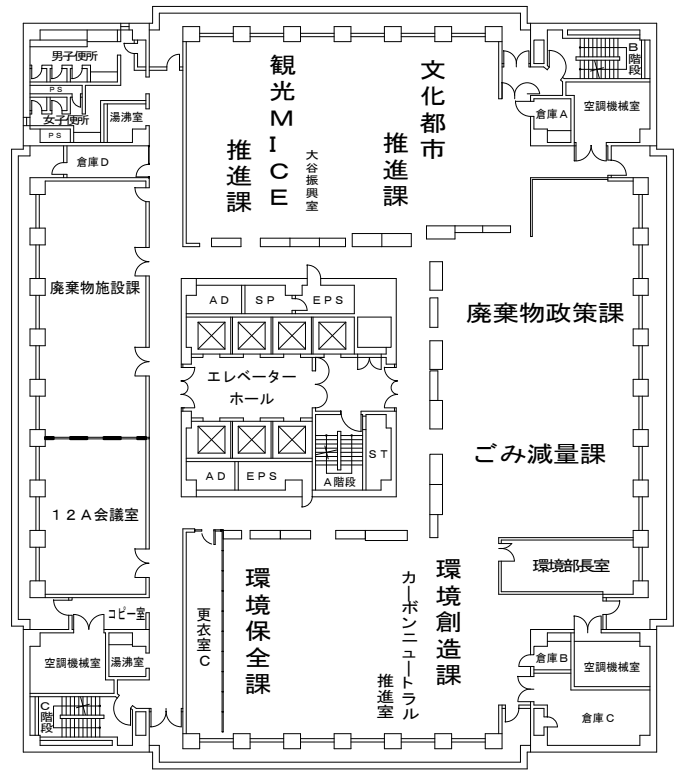 男子便所
ＰＳ
女子便所
ＰＳ
湯沸室
倉庫Ｄ
観光ＭＩＣＥ
推進課
大谷振興室
文化都市
推進課
Ｂ階段
倉庫Ａ
空調機械室
廃棄物施設課
ＡＤ
ＳＰ
ＥＰＳ
エレベーター
ホール
ＡＤ
ＥＰＳ
Ａ階段
ＳＴ
廃棄物政策課
ごみ減量課
１２Ａ会議室
環境部長室
コピー室
空調機械室
湯沸室
Ｃ階段
更衣室Ｃ
環境保全課
環境創造課
カーボンニュートラル
推進室
倉庫Ｂ
空調機械室
倉庫Ｃ